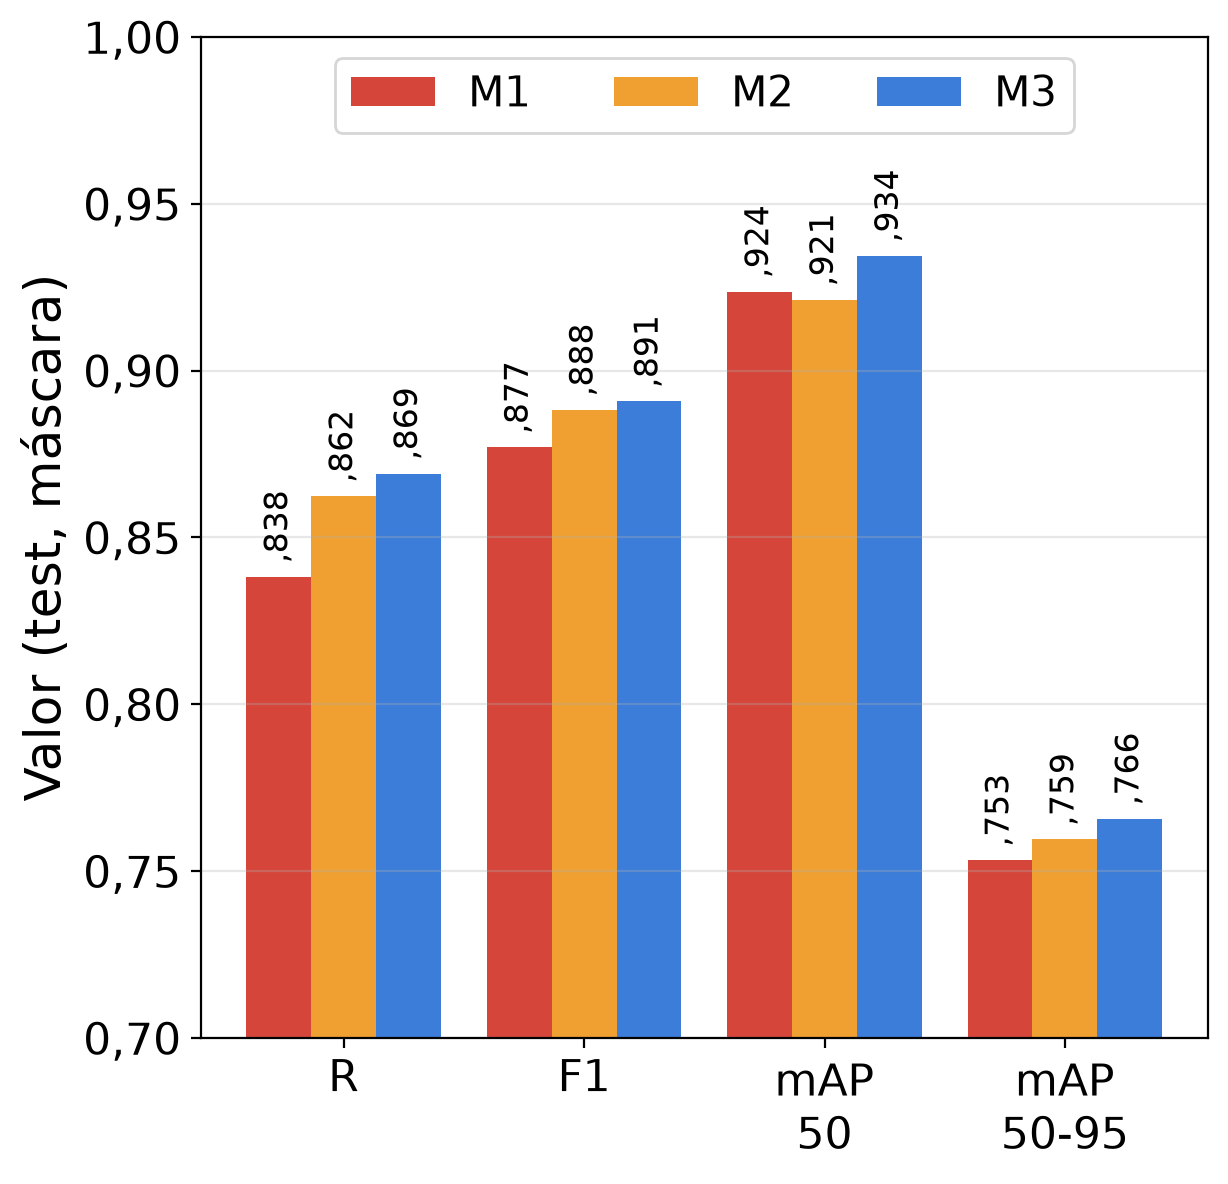 1,00
0,95
0,90
0,85
0,80
0,75
0,70
Valor (test, máscara)
M1 M2 M3
,838 ,862 ,869
,877 ,888 ,891
,924 ,921 ,934
,753 ,759 ,766
R
F1
mAP
50
mAP
50-95